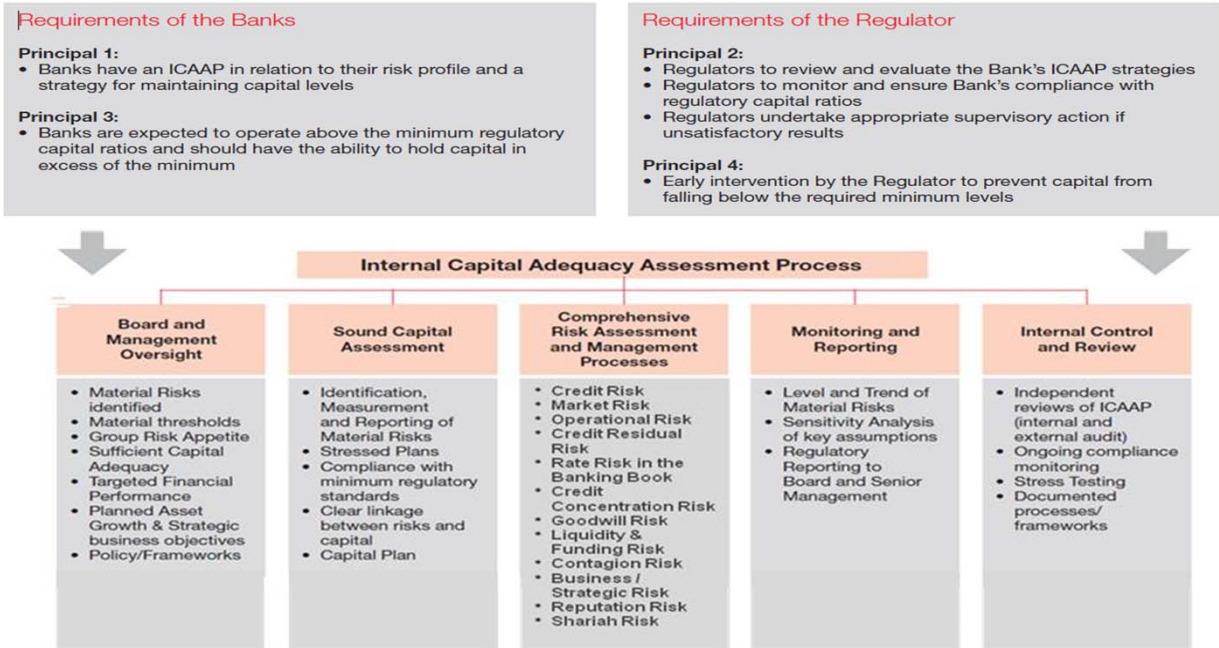 Requirements of the Banks
Principal 1:
• Banks have an ICAAP in relation to their risk profile and a
strategy for maintaining capital levels
Principal 3:
• Banks are expected to operate above the minimum regulatory
capital ratios and should have the ability to hold capital in
excess of the minimum
Requirements of the Regulator
Principal 2:
• Regulators to review and evaluate the Bank's ICAAP strategies
• Regulators to monitor and ensure Bank's compliance with
regulatory capital ratios
• Regulators undertake appropriate supervisory action if
unsatisfactory results
Principal 4:
• Early intervention by the Regulator to prevent capital from
falling below the required minimum levels
Internal Capital Adequacy Assessment Process
Board and
Management
Oversight
• Material Risks
identified
• Material thresholds
• Group Risk Appetite
• Sufficient Capital
Adequacy
• Targeted Financial
Performance
• Planned Asset
Growth & Strategic
business objectives
• Policy/Frameworks
Sound Capital
Assessment
• Identification,
Measurement
and Reporting of
Material Risks
• Stressed Plans
• Compliance with
minimum regulatory
standards
• Clear linkage
between risks and
capital
• Capital Plan
Comprehensive
Risk Assessment
and Management
Processes
• Credit Risk
• Market Risk
• Operational Risk
• Credit Residual
Risk
• Rate Risk in the
Banking Book
• Credit
Concentration Risk
• Goodwill Risk
• Liquidity &
Funding Risk
• Contagion Risk
• Business /
Strategic Risk
• Reputation Risk
• Shariah Risk
Monitoring and
Reporting
• Level and Trend of
Material Risks
• Sensitivity Analysis
of key assumptions
• Regulatory
Reporting to
Board and Senior
Management
Internal Control
and Review
• Independent
reviews of ICAAP
(internal and
external audit)
• Ongoing compliance
monitoring
• Stress Testing
• Documented
processes/
frameworks